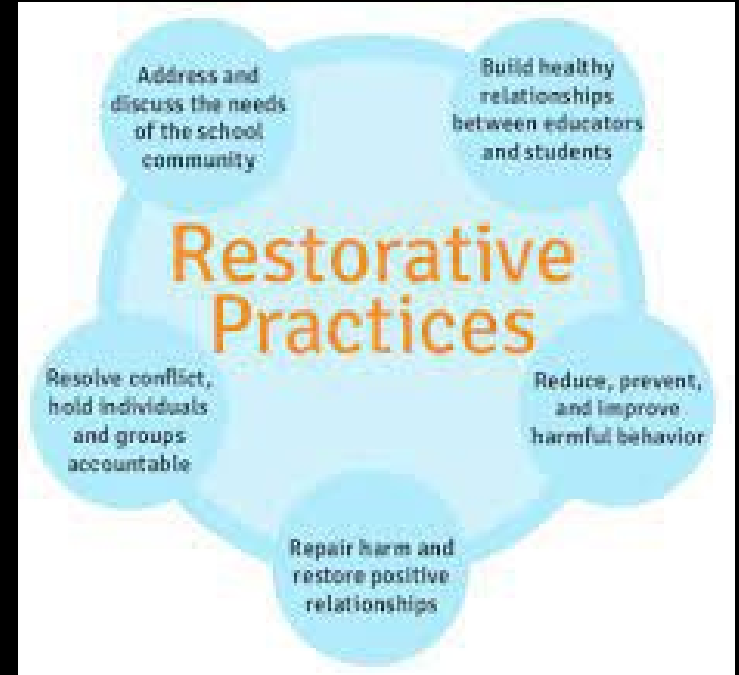 Address and
discuss the needs
of the school
community
Build healthy
relationships
between educators
and students
Restorative
Practices
Resolve conflict,
hold individuals
and groups
accountable
Reduce, prevent,
and improve
harmful behavior
Repair harm and
restore positive
relationships